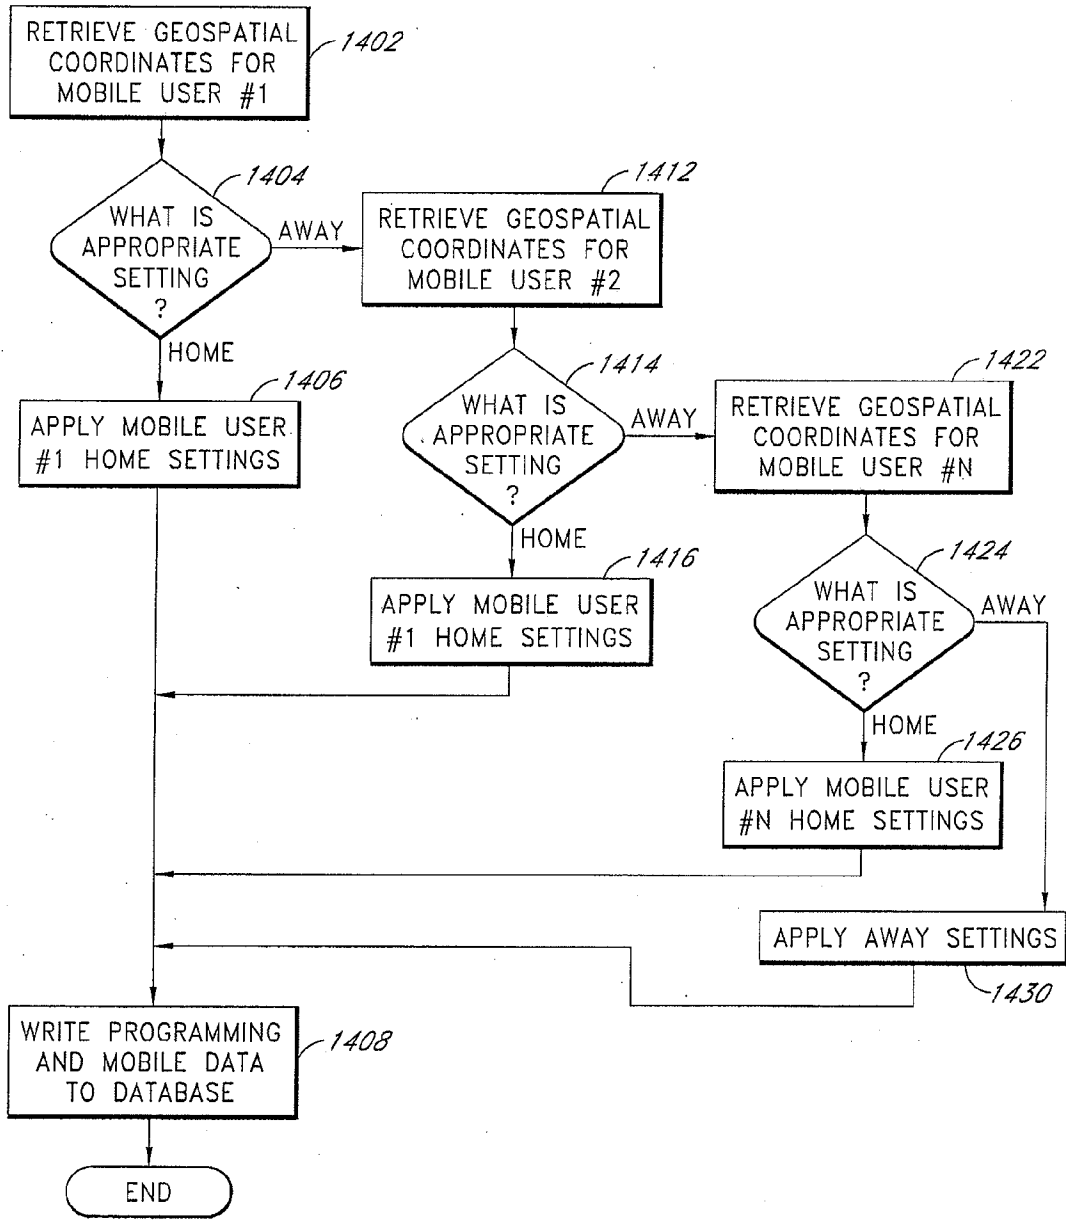 RETRIEVE GEOSPATIAL
COORDINATES FOR
MOBILE USER #1
1402
WHAT IS
APPROPRIATE
SETTING
?
1404
AWAY
HOME
RETRIEVE GEOSPATIAL
COORDINATES FOR
MOBILE USER #2
1412
APPLY MOBILE USER
#1 HOME SETTINGS
1406
WHAT IS
APPROPRIATE
SETTING
?
1414
AWAY
HOME
RETRIEVE GEOSPATIAL
COORDINATES FOR
MOBILE USER #N
1422
APPLY MOBILE USER
#1 HOME SETTINGS
1416
WHAT IS
APPROPRIATE
SETTING
?
1424
AWAY
HOME
APPLY MOBILE USER
#N HOME SETTINGS
1426
APPLY AWAY SETTINGS
1430
WRITE PROGRAMMING
AND MOBILE DATA
TO DATABASE
1408
END